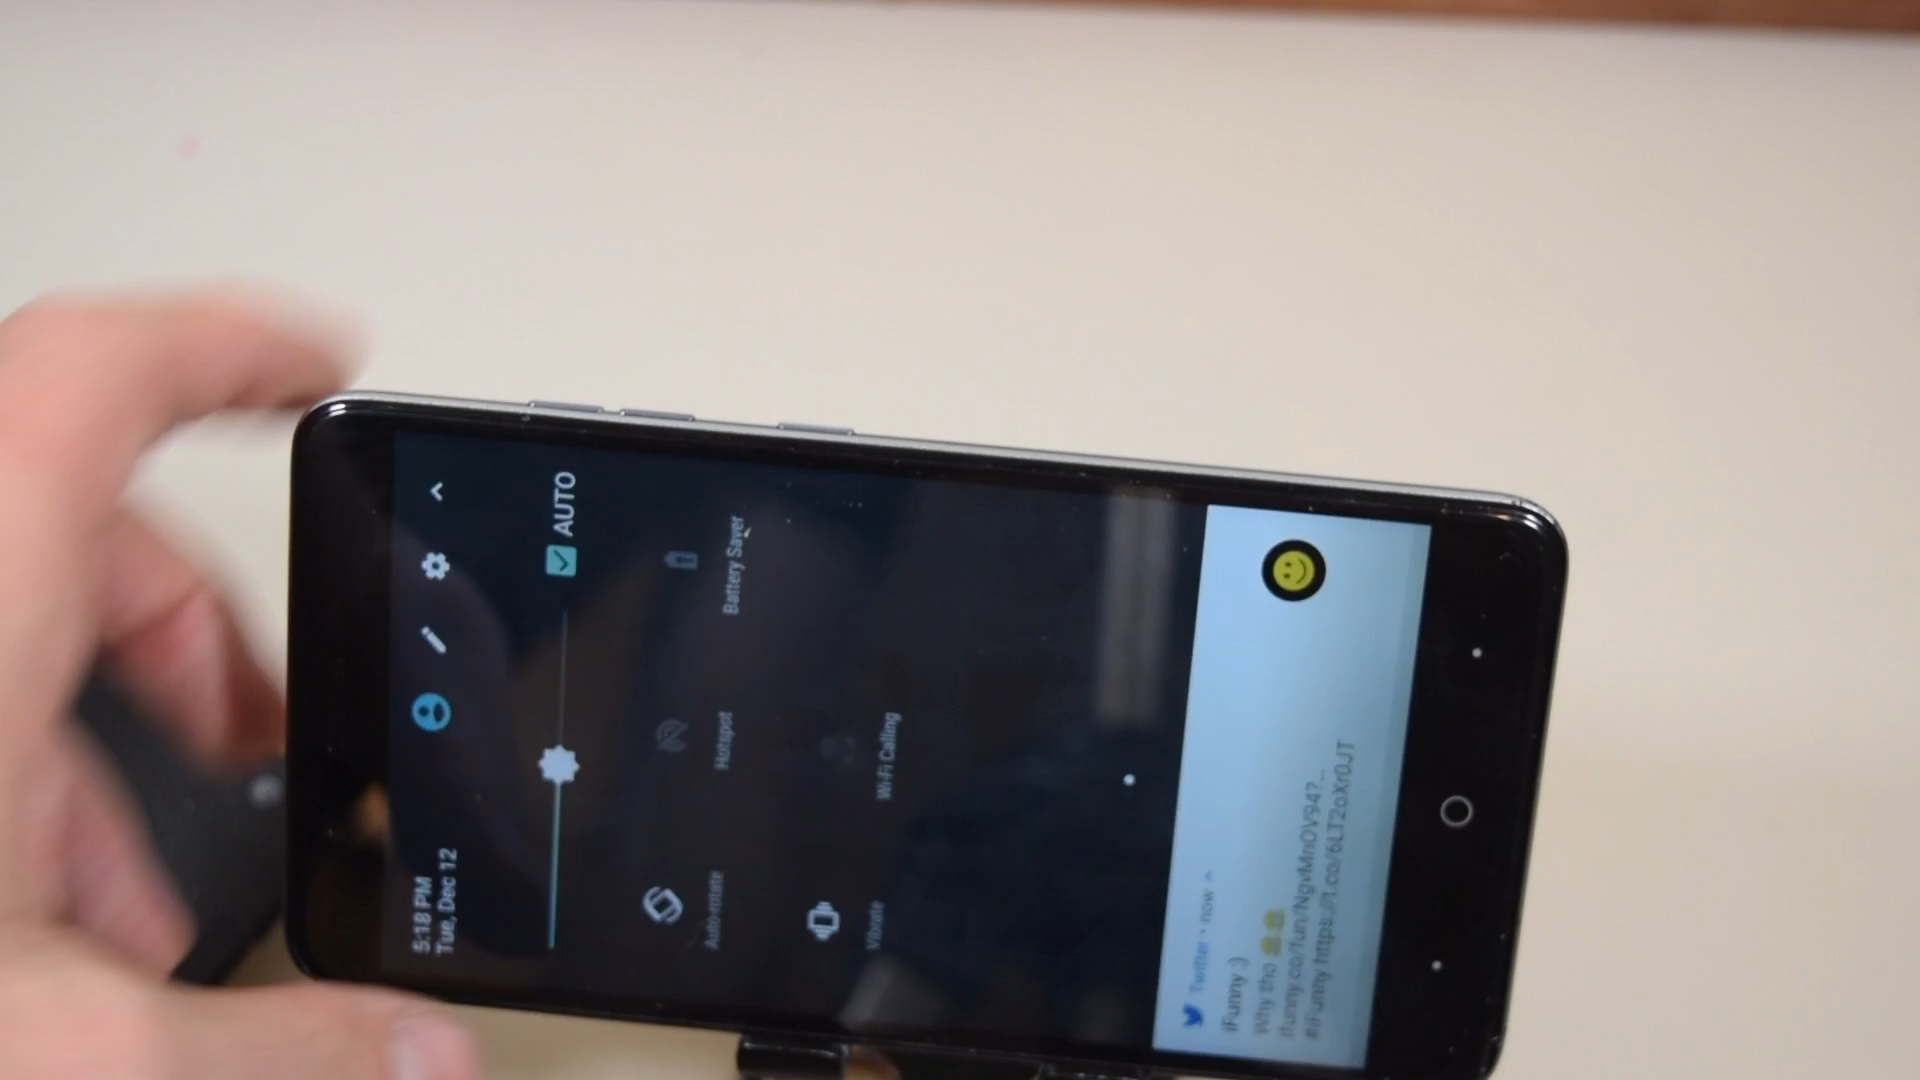 5:18 PM
Tue, Dec 12
AUTO
Auto-rotate
Hotspot
Battery Saver
Vibrate
Wi-Fi Calling
Twitter • now
iFunny :)
Why tho
ifunny.co/fun/NgvMnOV94?...
#iFunny https://t.co/6LT2oXr0JT